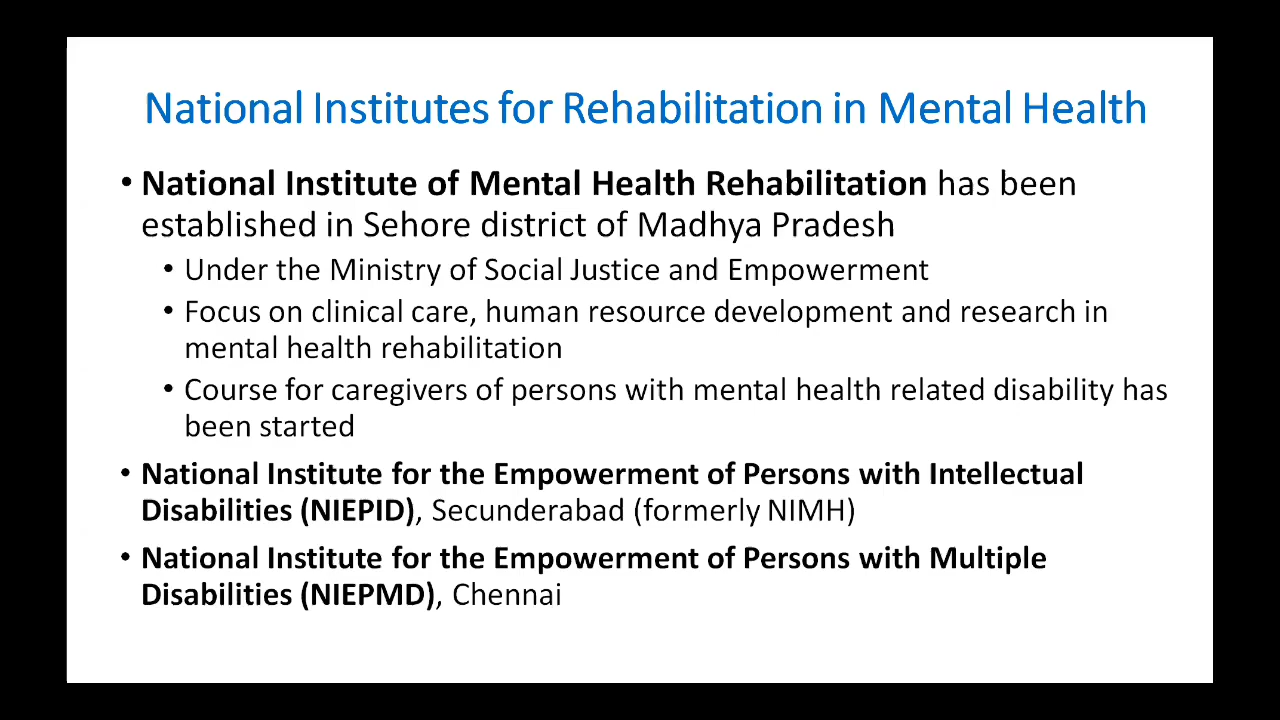 National Institutes for Rehabilitation in Mental Health
• National Institute of Mental Health Rehabilitation has been
established in Sehore district of Madhya Pradesh
• Under the Ministry of Social Justice and Empowerment
• Focus on clinical care, human resource development and research in
mental health rehabilitation
• Course for caregivers of persons with mental health related disability has
been started
• National Institute for the Empowerment of Persons with Intellectual
Disabilities (NIEPID), Secunderabad (formerly NIMH)
• National Institute for the Empowerment of Persons with Multiple
Disabilities (NIEPMD), Chennai